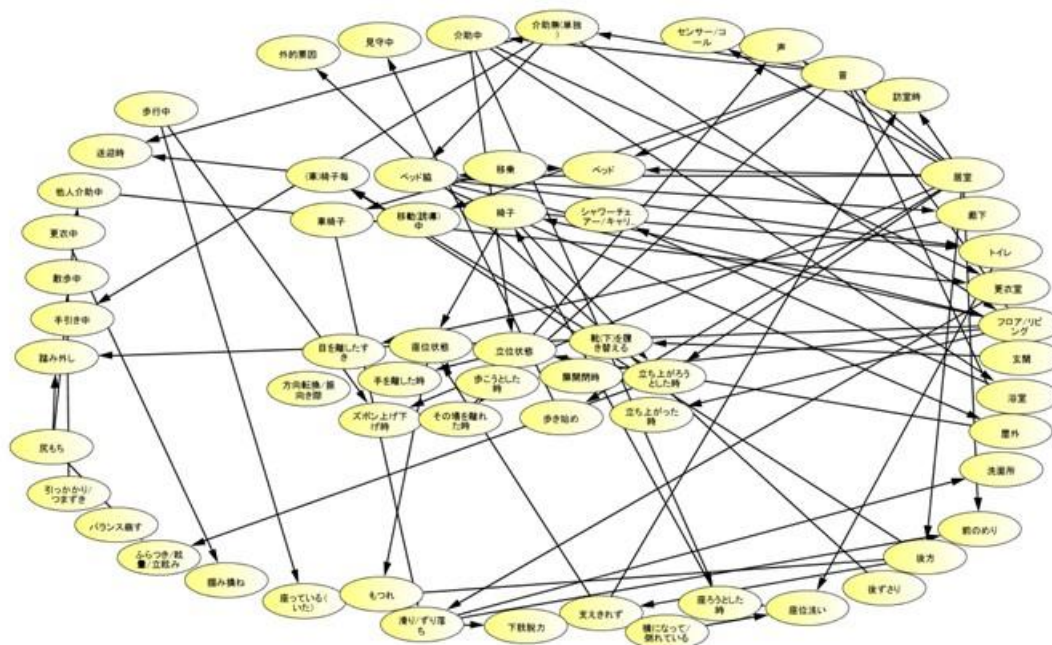 介助無(単独
)
介助中
センサー/コ
ール
見守中
外的要因
声
音
訪室時
歩行中
送迎時
(車)椅子毎
ベッド脇
移乗
ベッド
居室
他人介助中
車椅子
移動(誘導)
中
椅子
シャワーチェ
アー/キャリ
廊下
更衣中
トイレ
散歩中
更衣室
手引き中
フロア/リビ
ング
踏み外し
目を離したす
き
座位状態
立位状態
靴(下)を履
き替える
玄関
方向転換/振
向き際
手を離した時
歩こうとした
時
扉開閉時
立ち上がろう
とした時
浴室
ズボン上げ下
げ時
その場を離れ
た時
歩き始め
立ち上がった
時
屋外
尻もち
洗面所
引っかかり/
つまずき
バランス崩す
前のめり
ふらつき/眩
暈/立眩み
掴み損ね
後方
座っている(
いた)
もつれ
後ずさり
滑り/ずり落
ち
下肢脱力
支えきれず
座ろうとした
時
座位浅い
横になって/
倒れている